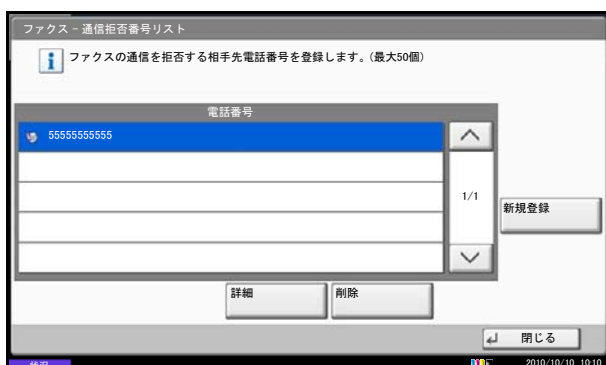 ファクス - 通信拒否番号リスト
ファクスの通信を拒否する相手先電話番号を登録します。(最大50個)
電話番号
55555555555
1/1
新規登録
詳細
削除
閉じる
状況
2010/10/10 10:10